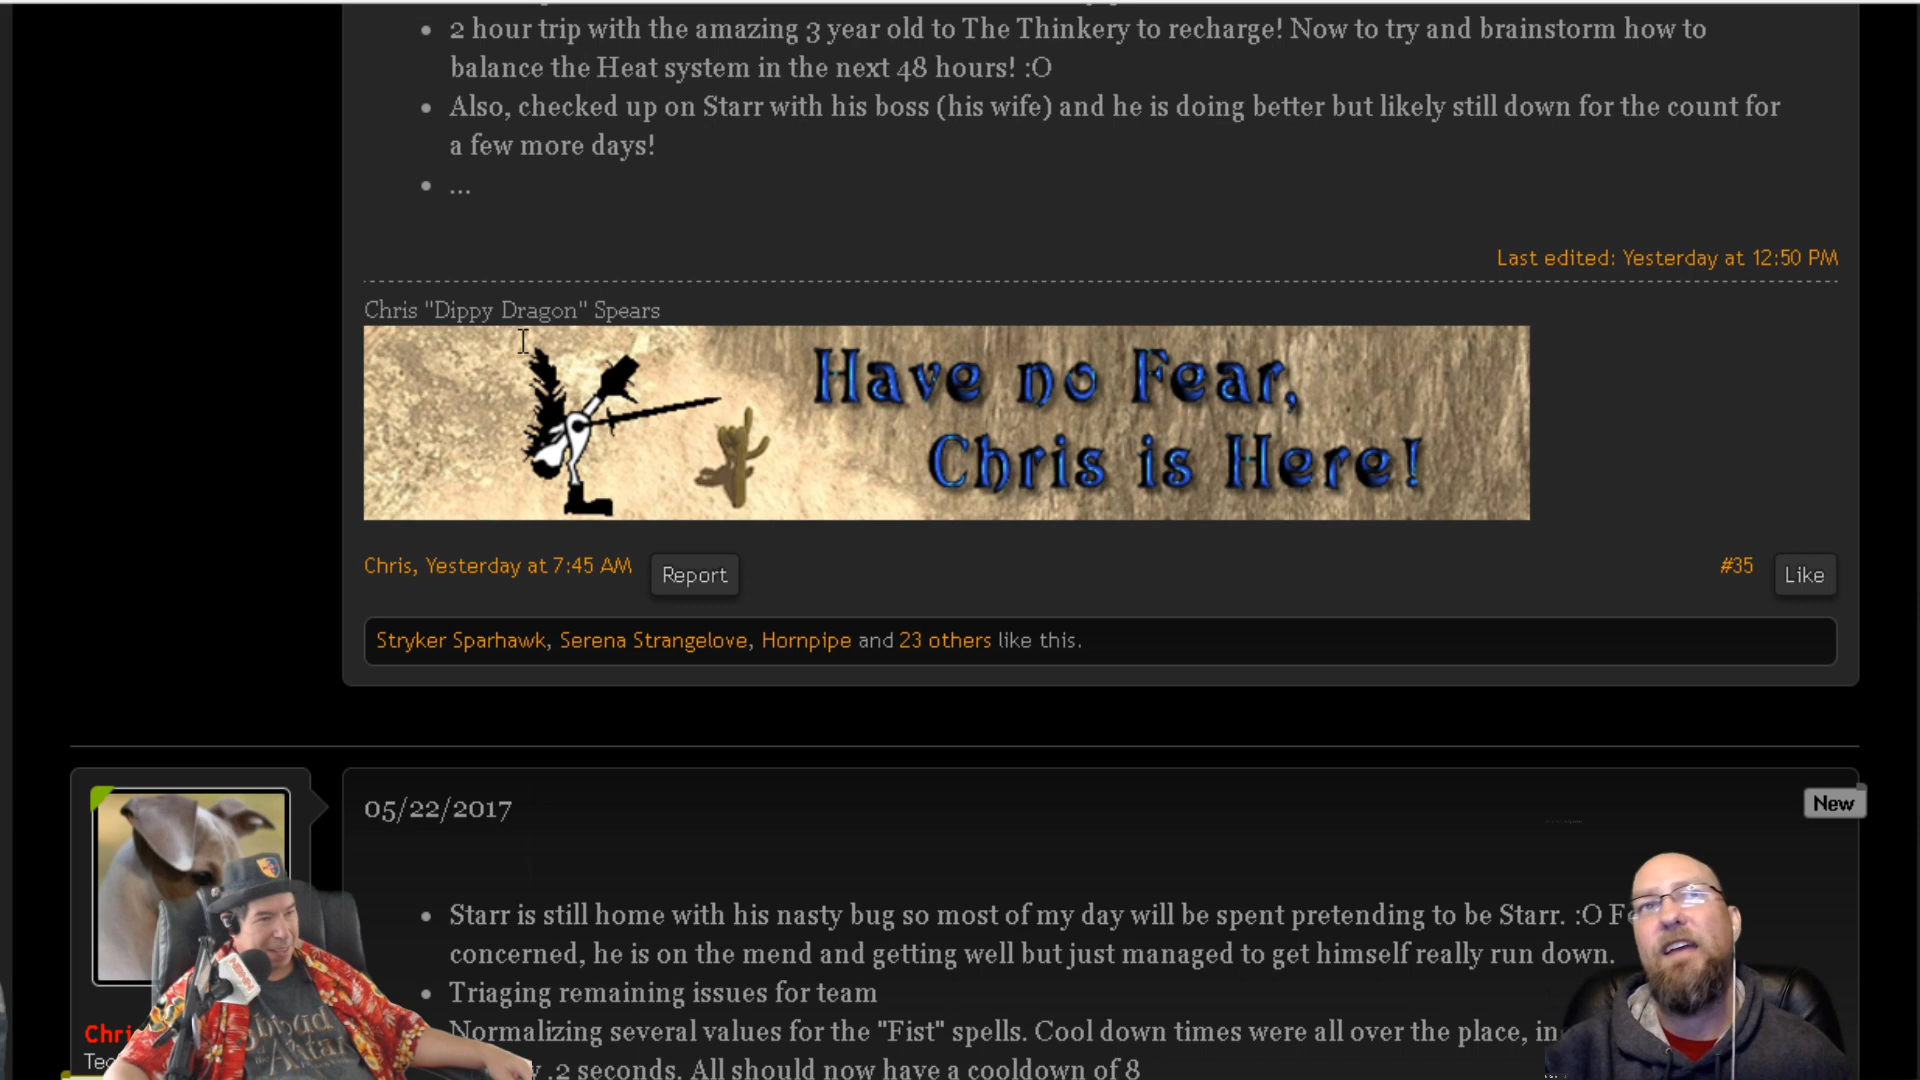 2 hour trip with the amazing 3 year old to The Thinkery to recharge! Now to try and brainstorm how to
balance the Heat system in the next 48 hours! :O
Also, checked up on Starr with his boss (his wife) and he is doing better but likely still down for the count for
a few more days!
...
Last edited: Yesterday at 12:50 PM
Chris "Dippy Dragon" Spears
Have no Fear,
Chris is Here!
Chris, Yesterday at 7:45 AM
Report
#35
Like
Stryker Sparhawk, Serena Strangelove, Hornpipe and 23 others like this.
05/22/2017
New
Starr is still home with his nasty bug so most of my day will be spent pretending to be Starr. :O
concerned, he is on the mend and getting well but just managed to get himself really run down.
Triaging remaining issues for team
Normalizing several values for the "Fist" spells. Cool down times were all over the place,
.2 seconds. All should now have a cooldown of 8